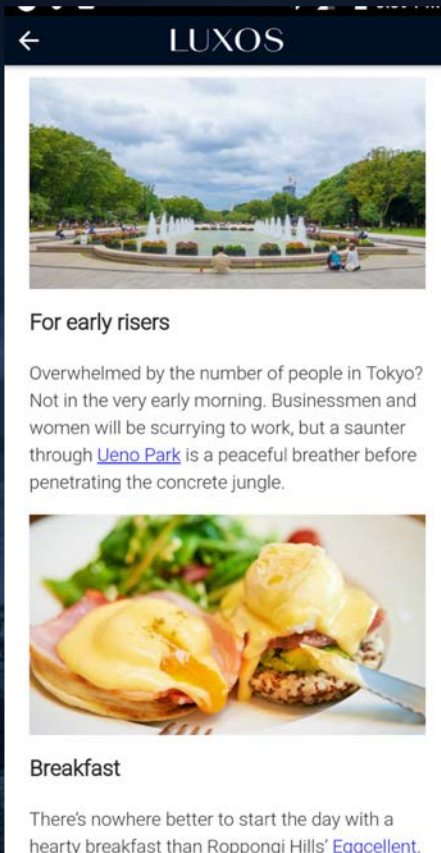 LUXOS
For early risers
Overwhelmed by the number of people in Tokyo?
Not in the very early morning. Businessmen and
women will be scurrying to work, but a saunter
through Ueno Park is a peaceful breather before
penetrating the concrete jungle.
Breakfast
There's nowhere better to start the day with a
hearty breakfast than Roppongi Hills' Eggcellent.